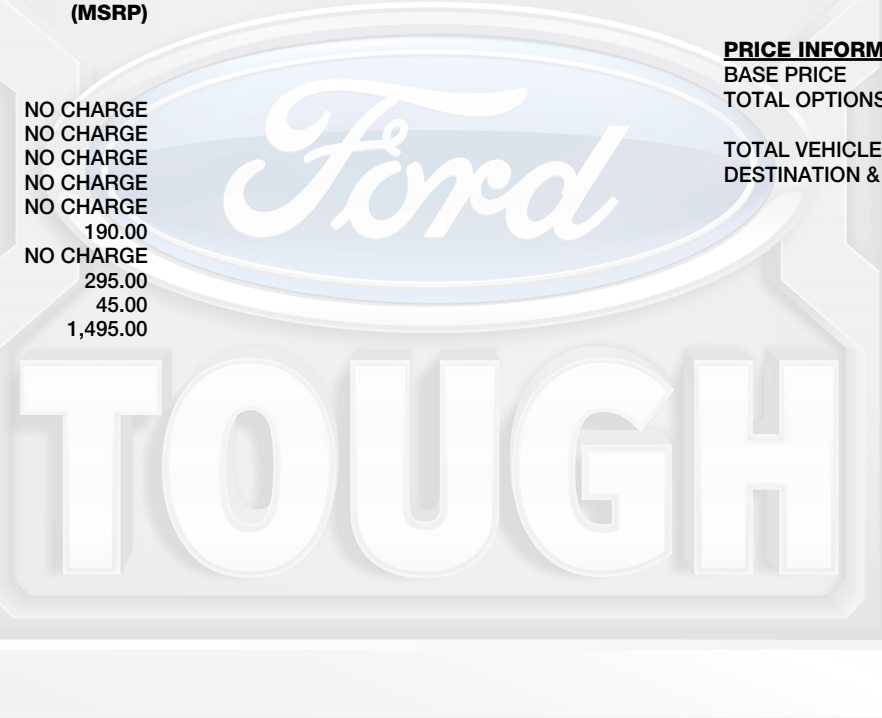 (MSRP)
NO CHARGE
NO CHARGE
NO CHARGE
NO CHARGE
NO CHARGE
190.00
NO CHARGE
295.00
45.00
1,495.00
PRICE INFORM
BASE PRICE
TOTAL OPTIONS
TOTAL VEHICLE
DESTINATION &
Ford
TOUGH